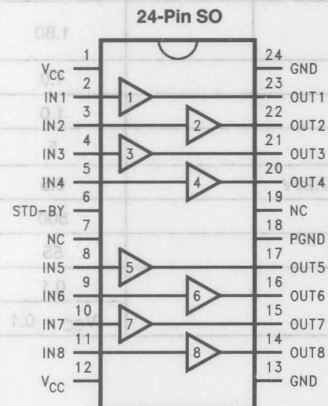 24-Pin SO
1 24
VCC GND
2 23
IN1 1 OUT1
3 22
IN2 2 OUT2
4 21
IN3 3 OUT3
5 20
IN4 4 OUT4
6 19
STD-BY NC
7 18
NC PGND
8 17
IN5 5 OUT5
9 16
IN6 6 OUT6
10 15
IN7 7 OUT7
11 14
IN8 8 OUT8
12 13
VCC GND